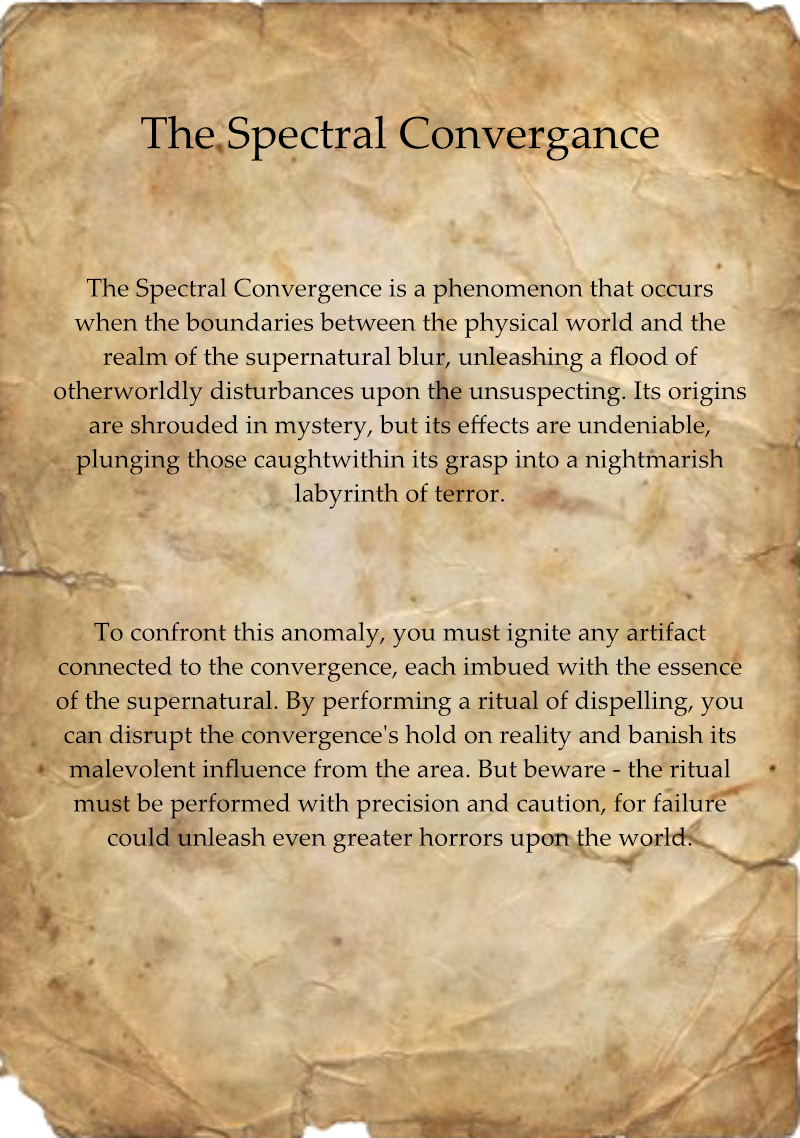 The Spectral Convergance
The Spectral Convergence is a phenomenon that occurs
when the boundaries between the physical world and the
realm of the supernatural blur, unleashing a flood of
otherworldly disturbances upon the unsuspecting. Its origins
are shrouded in mystery, but its effects are undeniable,
plunging those caughtwithin its grasp into a nightmarish
labyrinth of terror.
To confront this anomaly, you must ignite any artifact
connected to the convergence, each imbued with the essence
of the supernatural. By performing a ritual of dispelling, you
can disrupt the convergence's hold on reality and banish its
malevolent influence from the area. But beware - the ritual
must be performed with precision and caution, for failure
could unleash even greater horrors upon the world.